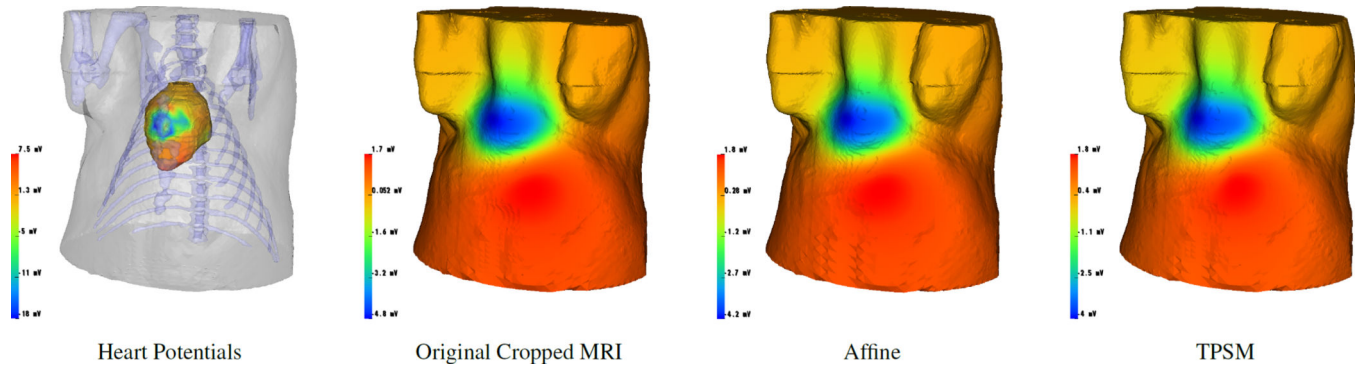 7.5 mV
1.3 mV
-5 mV
-11 mV
-18 mV
Heart Potentials
1.7 mV
0.052 mV
-1.6 mV
-3.2 mV
-4.8 mV
Original Cropped MRI
1.8 mV
0.28 mV
-1.2 mV
-2.7 mV
-4.2 mV
Affine
1.8 mV
0.4 mV
-1.1 mV
-2.5 mV
-4 mV
TPSM